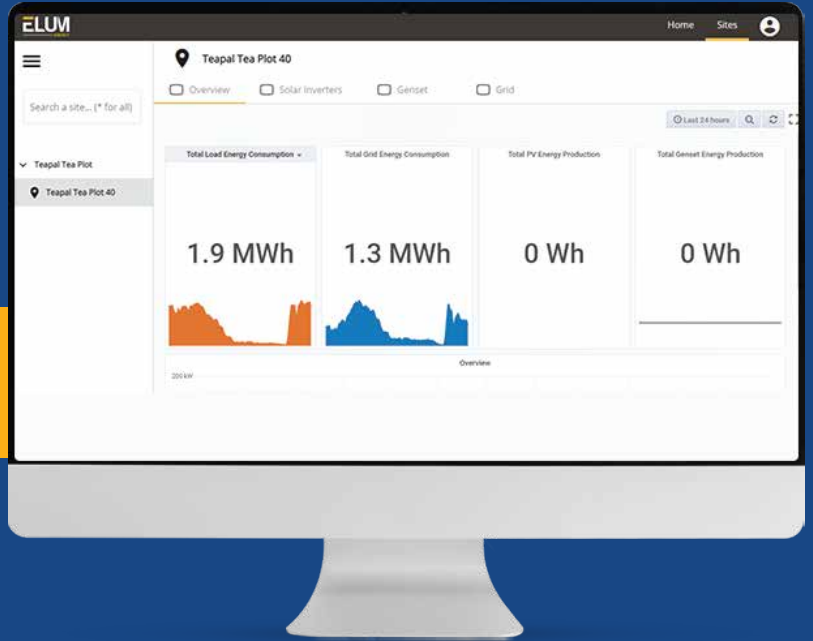 ELUM
ENERGY
Home Sites
Teapal Tea Plot 40
Overview Solar Inverters Genset Grid
Search a site... (* for all)
Last 24 hours
Teapal Tea Plot
Teapal Tea Plot 40
Total Load Energy Consumption
Total Grid Energy Consumption
Total PV Energy Production
Total Genset Energy Production
1.9 MWh
1.3 MWh
0 Wh
0 Wh
Overview
200 kW